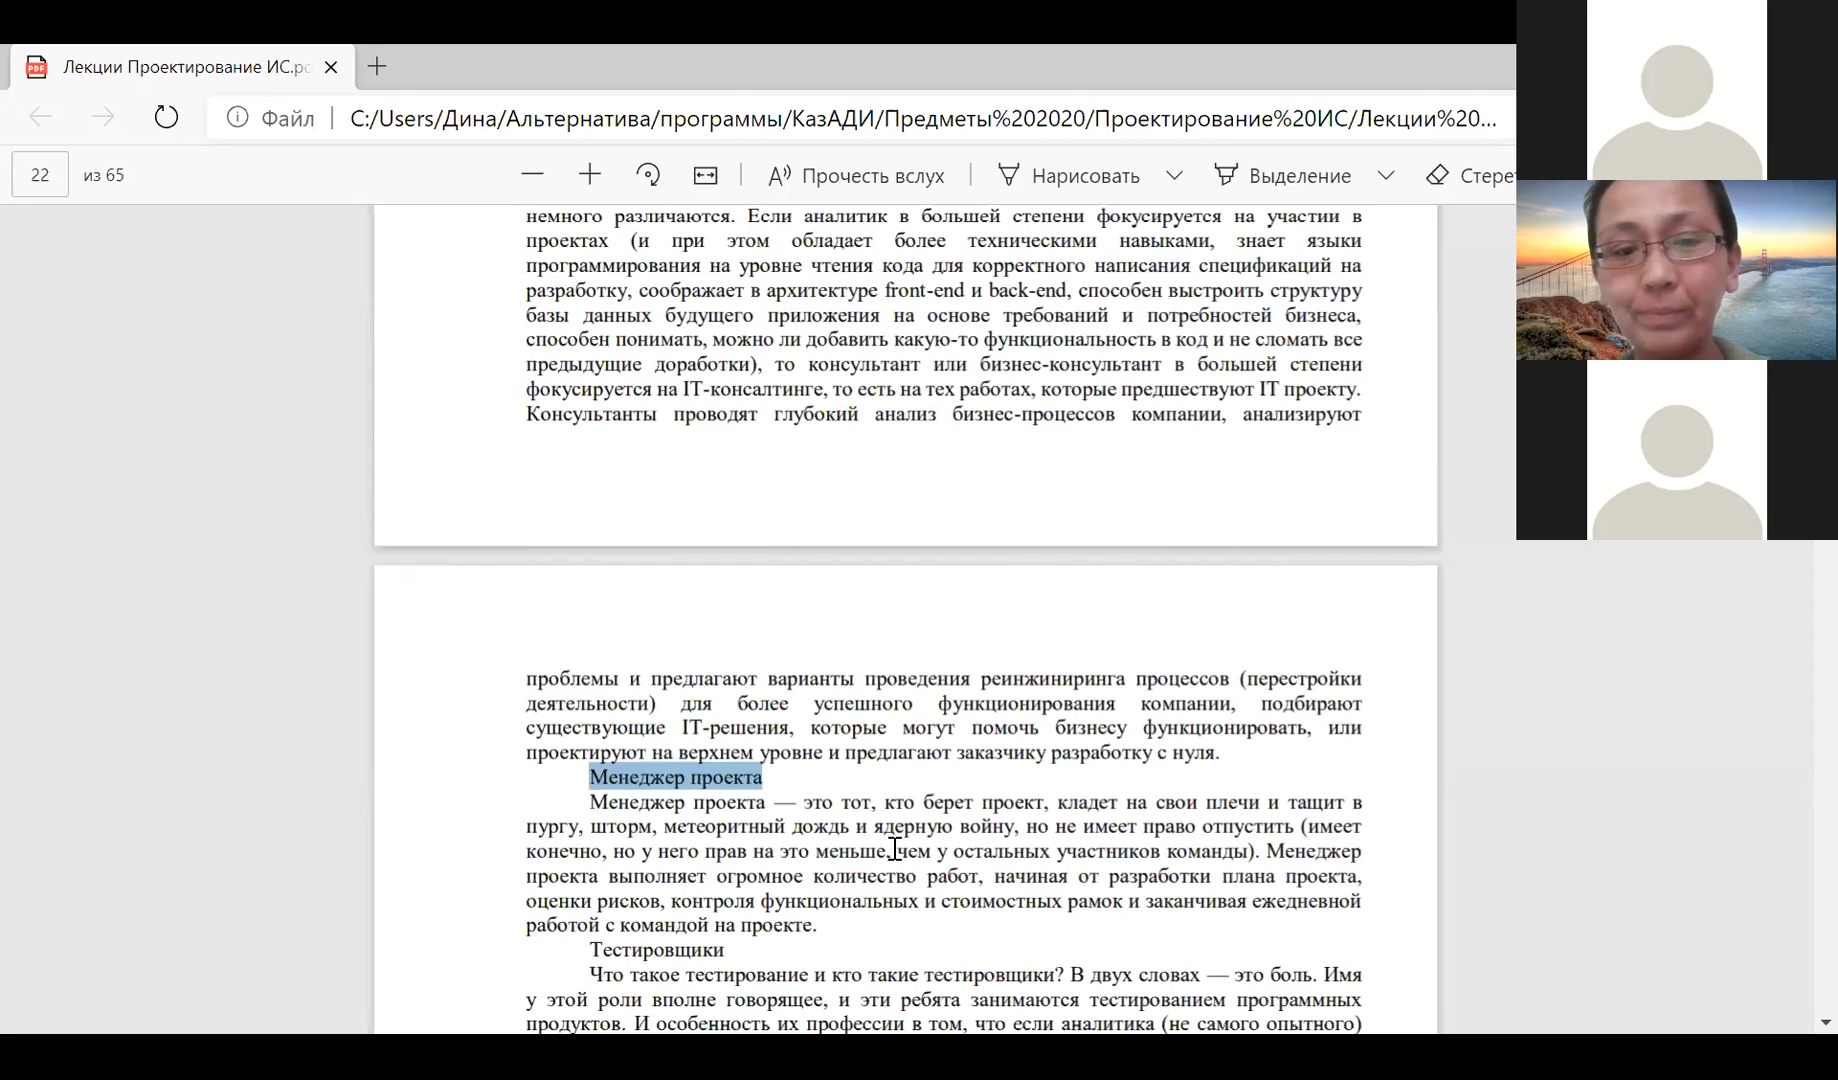 Лекции Проектирование ИС.pd
Файл
C:/Users/Дина/Альтернатива/программы/КазАДИ/Предметы%202020/Проектирование%20ИС/Лекции%20...
22 из 65
Прочесть вслух
Нарисовать
Выделение
Стерет
немного различаются. Если аналитик в большей степени фокусируется на участии в
проектах (и при этом обладает более техническими навыками, знает языки
программирования на уровне чтения кода для корректного написания спецификаций на
разработку, соображает в архитектуре front-end и back-end, способен выстроить структуру
базы данных будущего приложения на основе требований и потребностей бизнеса,
способен понимать, можно ли добавить какую-то функциональность в код и не сломать все
предыдущие доработки), то консультант или бизнес-консультант в большей степени
фокусируется на IT-консалтинге, то есть на тех работах, которые предшествуют IT проекту.
Консультанты проводят глубокий анализ бизнес-процессов компании, анализируют
проблемы и предлагают варианты проведения реинжиниринга процессов (перестройки
деятельности) для более успешного функционирования компании, подбирают
существующие IT-решения, которые могут помочь бизнесу функционировать, или
проектируют на верхнем уровне и предлагают заказчику разработку с нуля.
Менеджер проекта
Менеджер проекта — это тот, кто берет проект, кладет на свои плечи и тащит в
пургу, шторм, метеоритный дождь и ядерную войну, но не имеет право отпустить (имеет
конечно, но у него прав на это меньше, чем у остальных участников команды). Менеджер
проекта выполняет огромное количество работ, начиная от разработки плана проекта,
оценки рисков, контроля функциональных и стоимостных рамок и заканчивая ежедневной
работой с командой на проекте.
Тестировщики
Что такое тестирование и кто такие тестировщики? В двух словах — это боль. Имя
у этой роли вполне говорящее, и эти ребята занимаются тестированием программных
продуктов. И особенность их профессии в том, что если аналитика (не самого опытного)